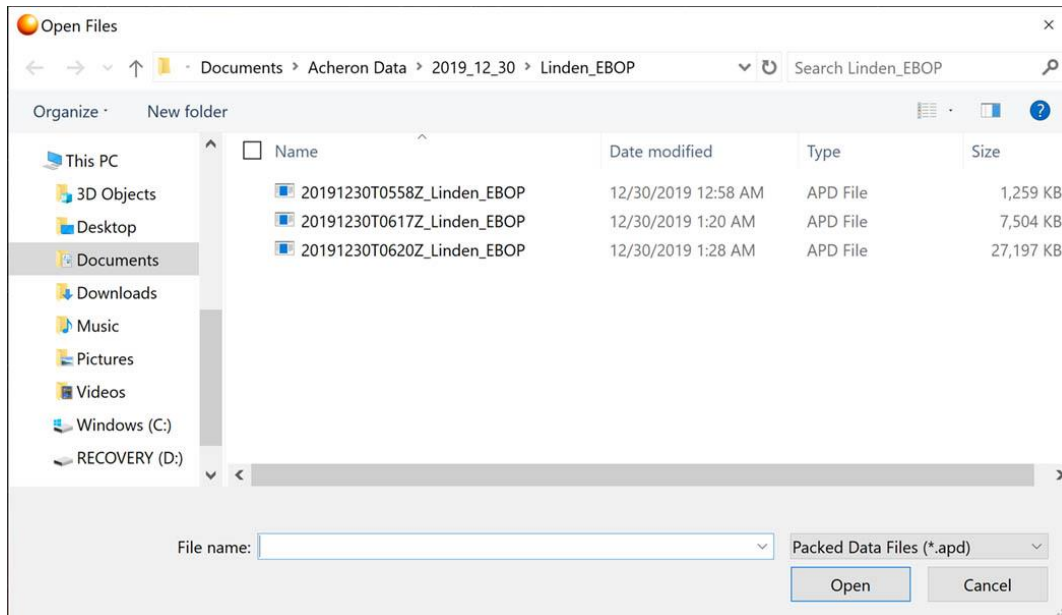 Open Files
Documents > Acheron Data > 2019_12_30 > Linden_EBOP
Search Linden_EBOP
Organize
New folder
This PC
3D Objects
Desktop
Documents
Downloads
Music
Pictures
Videos
Windows (C:)
RECOVERY (D:)
Name Date modified Type Size
20191230T0558Z_Linden_EBOP 12/30/2019 12:58 AM APD File 1,259 KB
20191230T0617Z_Linden_EBOP 12/30/2019 1:20 AM APD File 7,504 KB
20191230T0620Z_Linden_EBOP 12/30/2019 1:28 AM APD File 27,197 KB
File name:
Packed Data Files (*.apd)
Open
Cancel